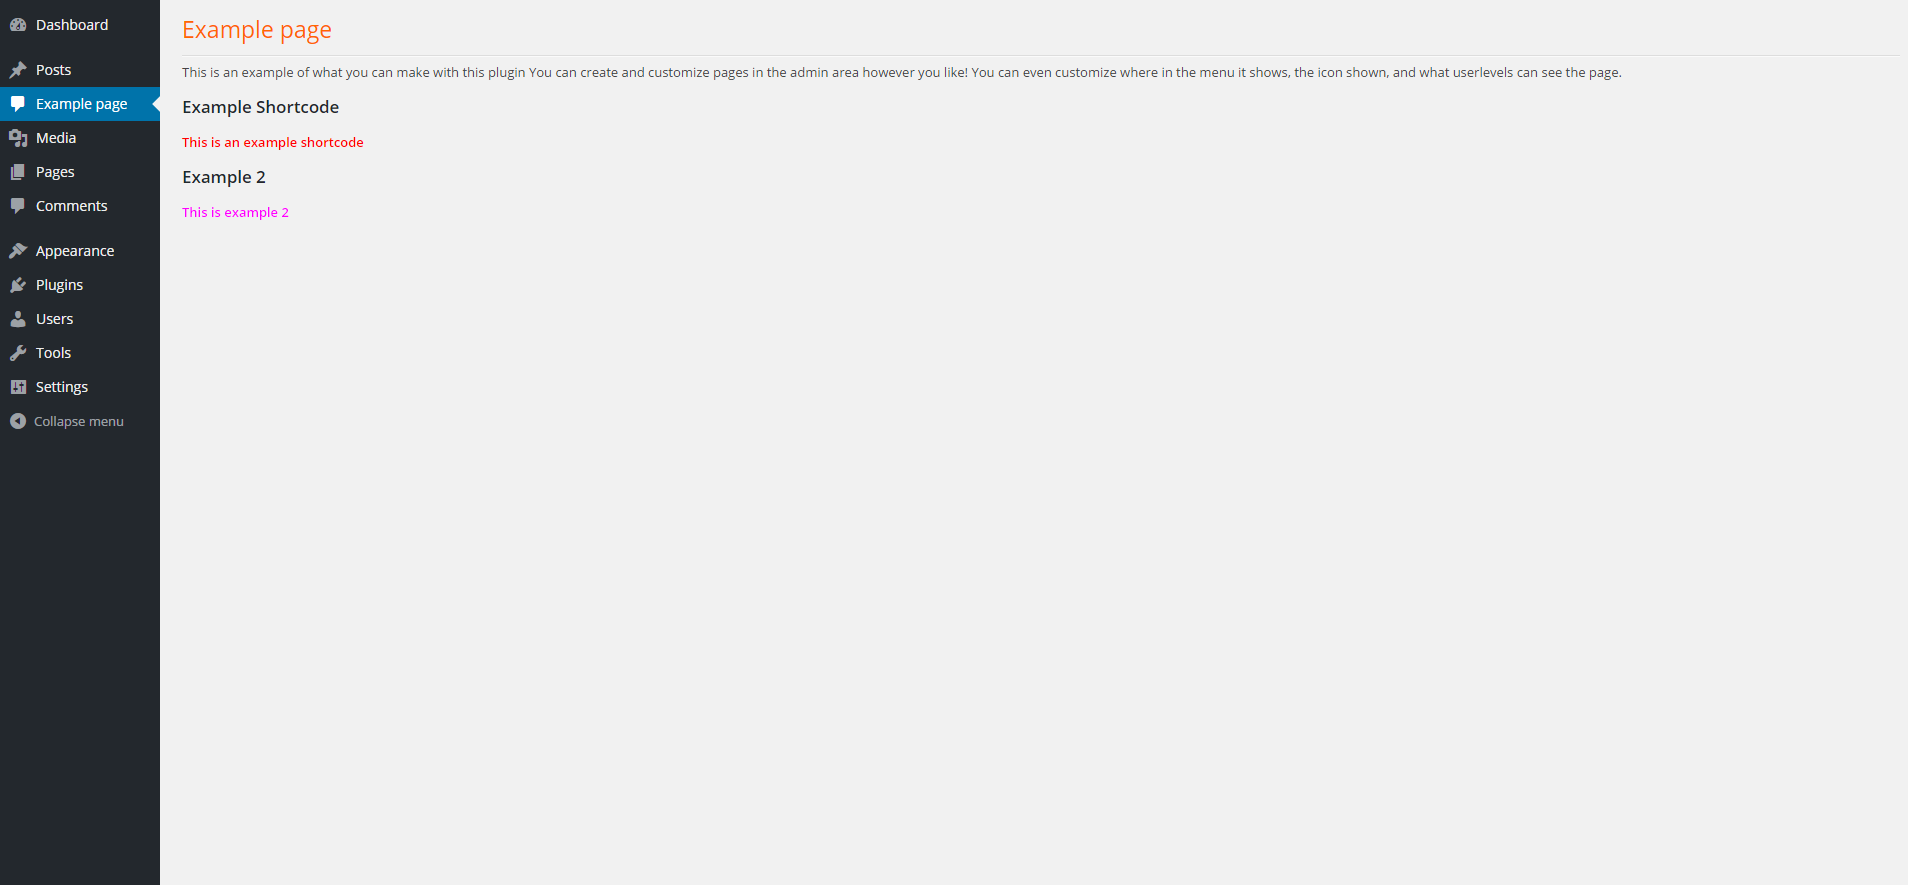 Dashboard
Posts
Example page
Media
Pages
Comments
Appearance
Plugins
Users
Tools
Settings
Collapse menu
Example page
This is an example of what you can make with this plugin You can create and customize pages in the admin area however you like! You can even customize where in the menu it shows, the icon shown, and what userlevels can see the page.
Example Shortcode
This is an example shortcode
Example 2
This is example 2